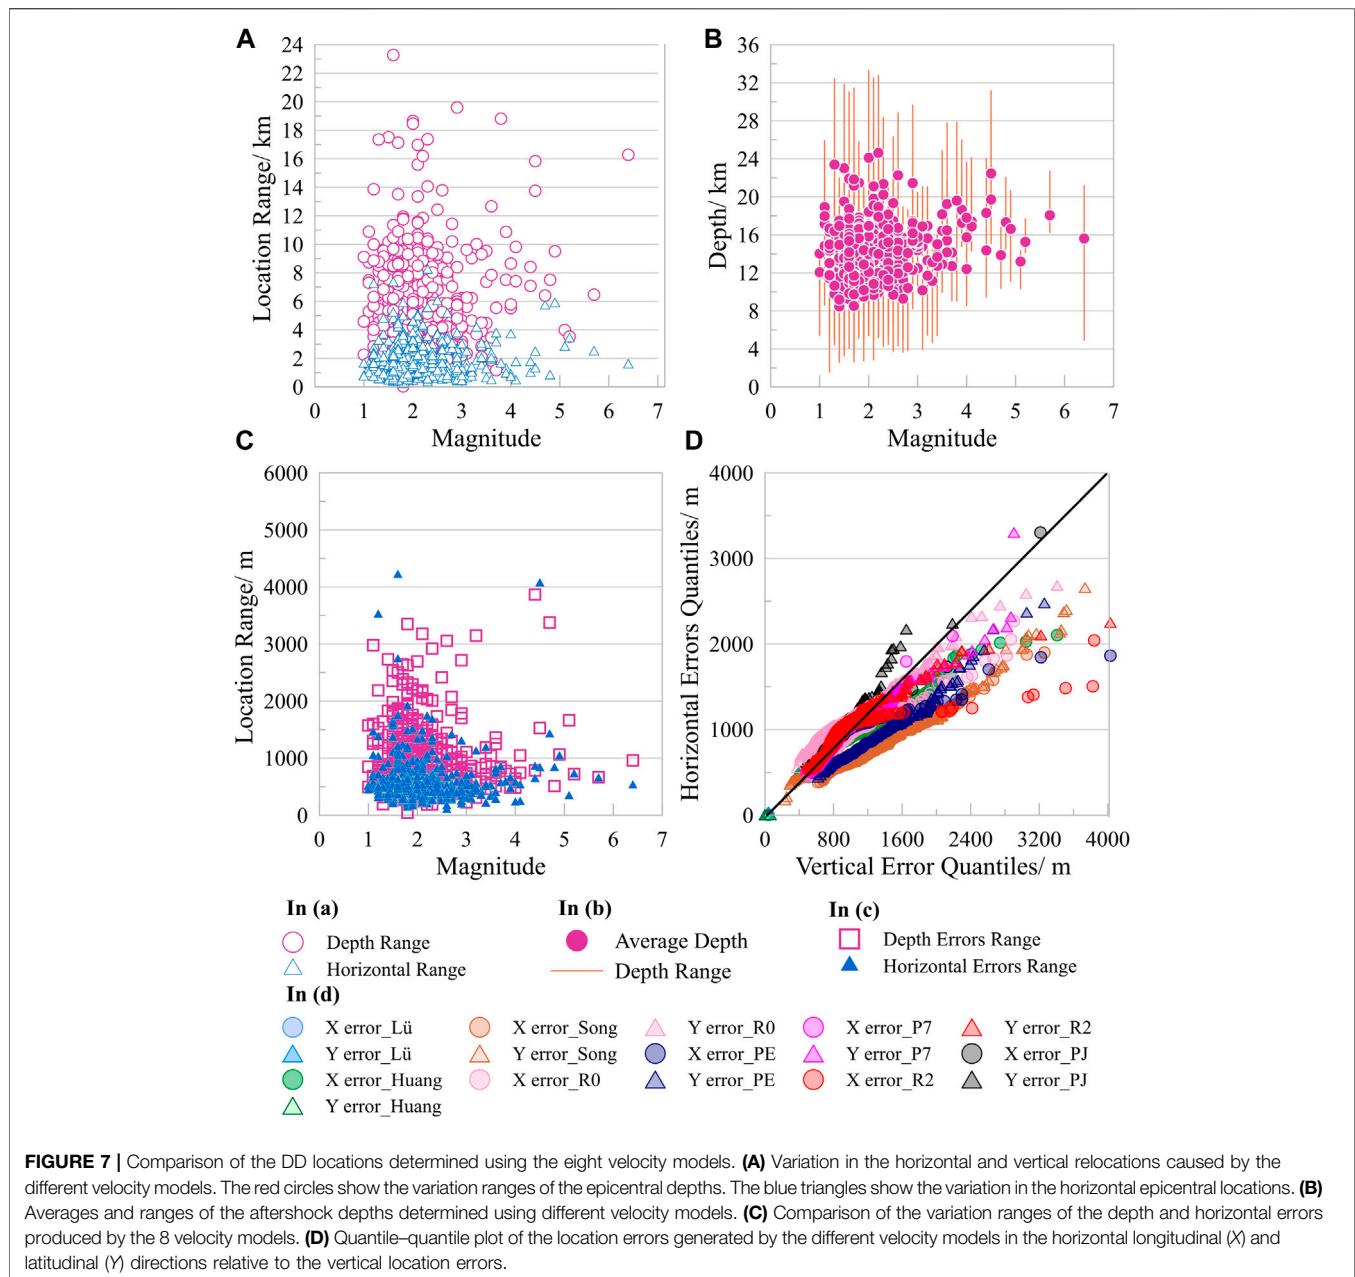 A
Location Range/ km
24
22
20
18
16
14
12
10
8
6
4
2
0
0 1 2 3 4 5 6 7
Magnitude
B
Depth/ km
36
32
28
24
20
16
12
8
4
0
0 1 2 3 4 5 6 7
Magnitude
C
Location Range/ m
6000
5000
4000
3000
2000
1000
0
0 1 2 3 4 5 6 7
Magnitude
D
Horizontal Errors Quantiles/ m
4000
3000
2000
1000
0
0 800 1600 2400 3200 4000
Vertical Error Quantiles/ m
In (a)
Depth Range
Horizontal Range
In (b)
Average Depth
Depth Range
In (c)
Depth Errors Range
Horizontal Errors Range
In (d)
X error_Lü X error_Song Y error_R0 X error_P7 Y error_R2
Y error_Lü Y error_Song X error_PE Y error_P7 X error_PJ
X error_Huang X error_R0 Y error_PE X error_R2 Y error_PJ
Y error_Huang
FIGURE 7 | Comparison of the DD locations determined using the eight velocity models. (A) Variation in the horizontal and vertical relocations caused by the
different velocity models. The red circles show the variation ranges of the epicentral depths. The blue triangles show the variation in the horizontal epicentral locations. (B)
Averages and ranges of the aftershock depths determined using different velocity models. (C) Comparison of the variation ranges of the depth and horizontal errors
produced by the 8 velocity models. (D) Quantile–quantile plot of the location errors generated by the different velocity models in the horizontal longitudinal (X) and
latitudinal (Y) directions relative to the vertical location errors.